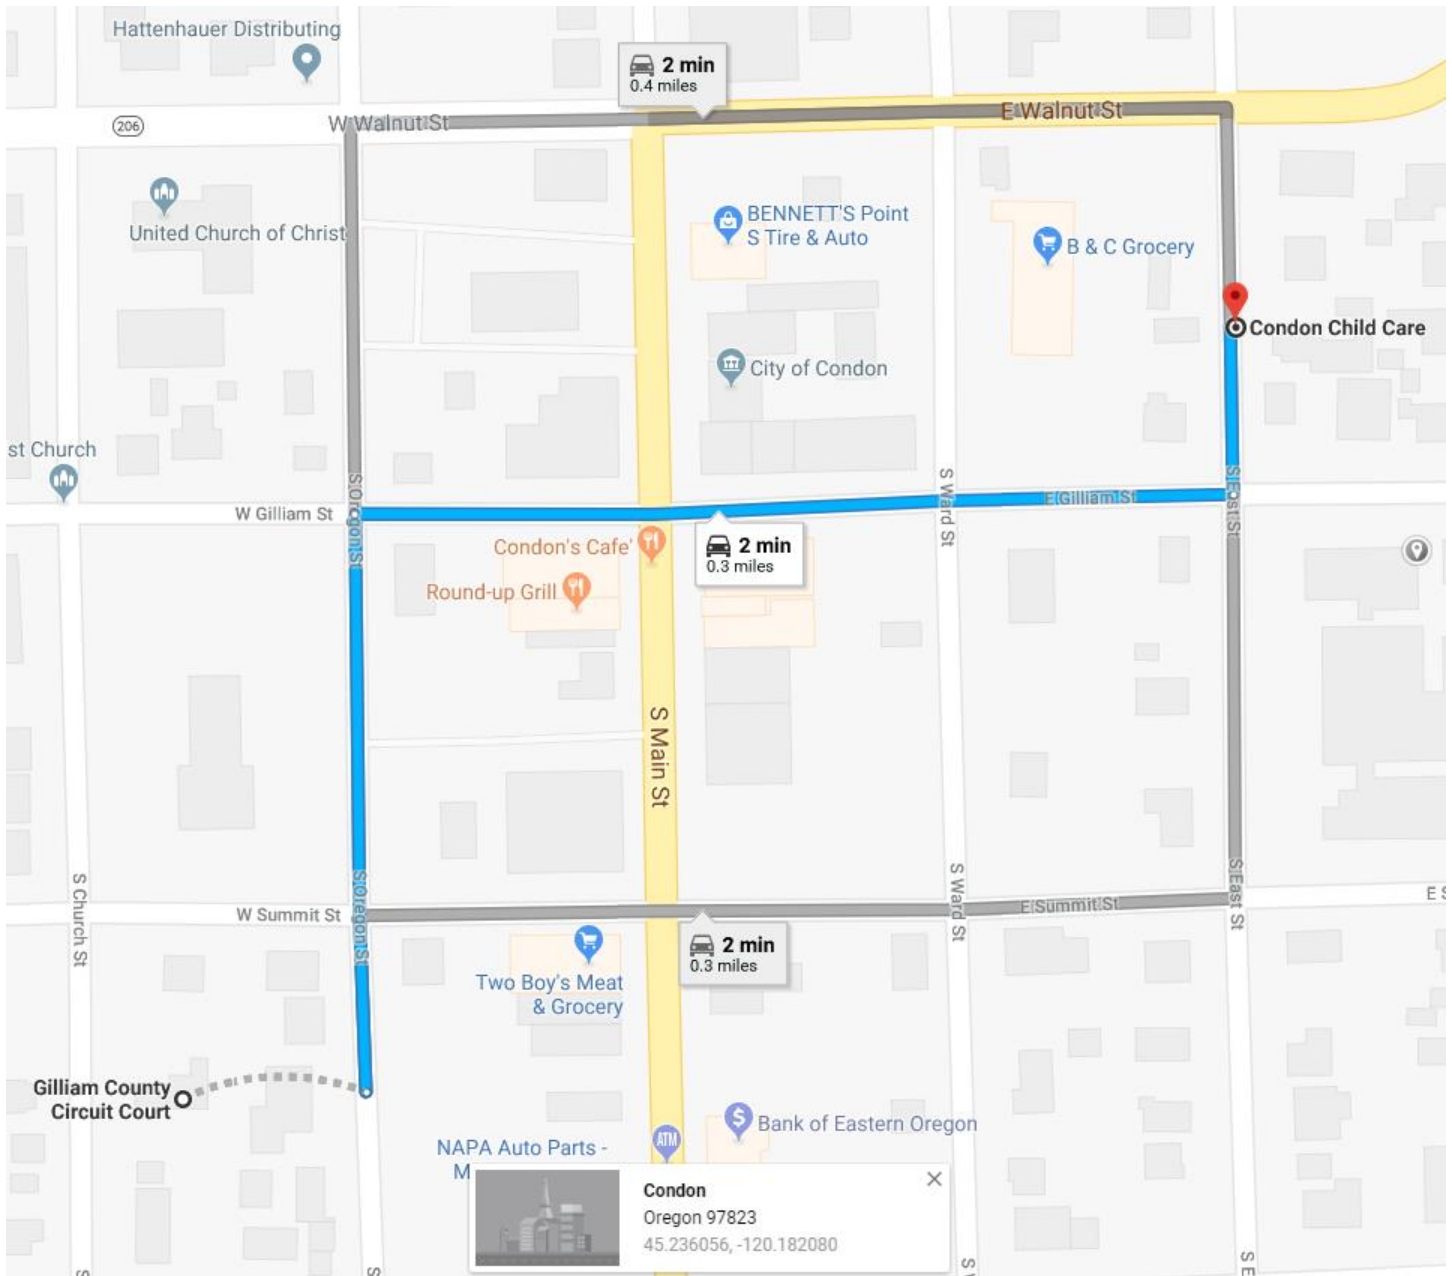 Hattenhauer Distributing
2 min
0.4 miles
206
W Walnut St
E Walnut St
United Church of Christ
BENNETT'S Point
S Tire & Auto
B & C Grocery
Condon Child Care
City of Condon
st Church
S Oregon St
S Ward St
S East St
W Gilliam St
E Gilliam St
Condon's Cafe'
2 min
0.3 miles
Round-up Grill
S Main St
S Church St
S Oregon St
S Ward St
S East St
W Summit St
E Summit St
E S
2 min
0.3 miles
Two Boy's Meat
& Grocery
Gilliam County
Circuit Court
$
Bank of Eastern Oregon
ATM
NAPA Auto Parts -
M
Condon
Oregon 97823
45.236056, -120.182080
S
S
S E